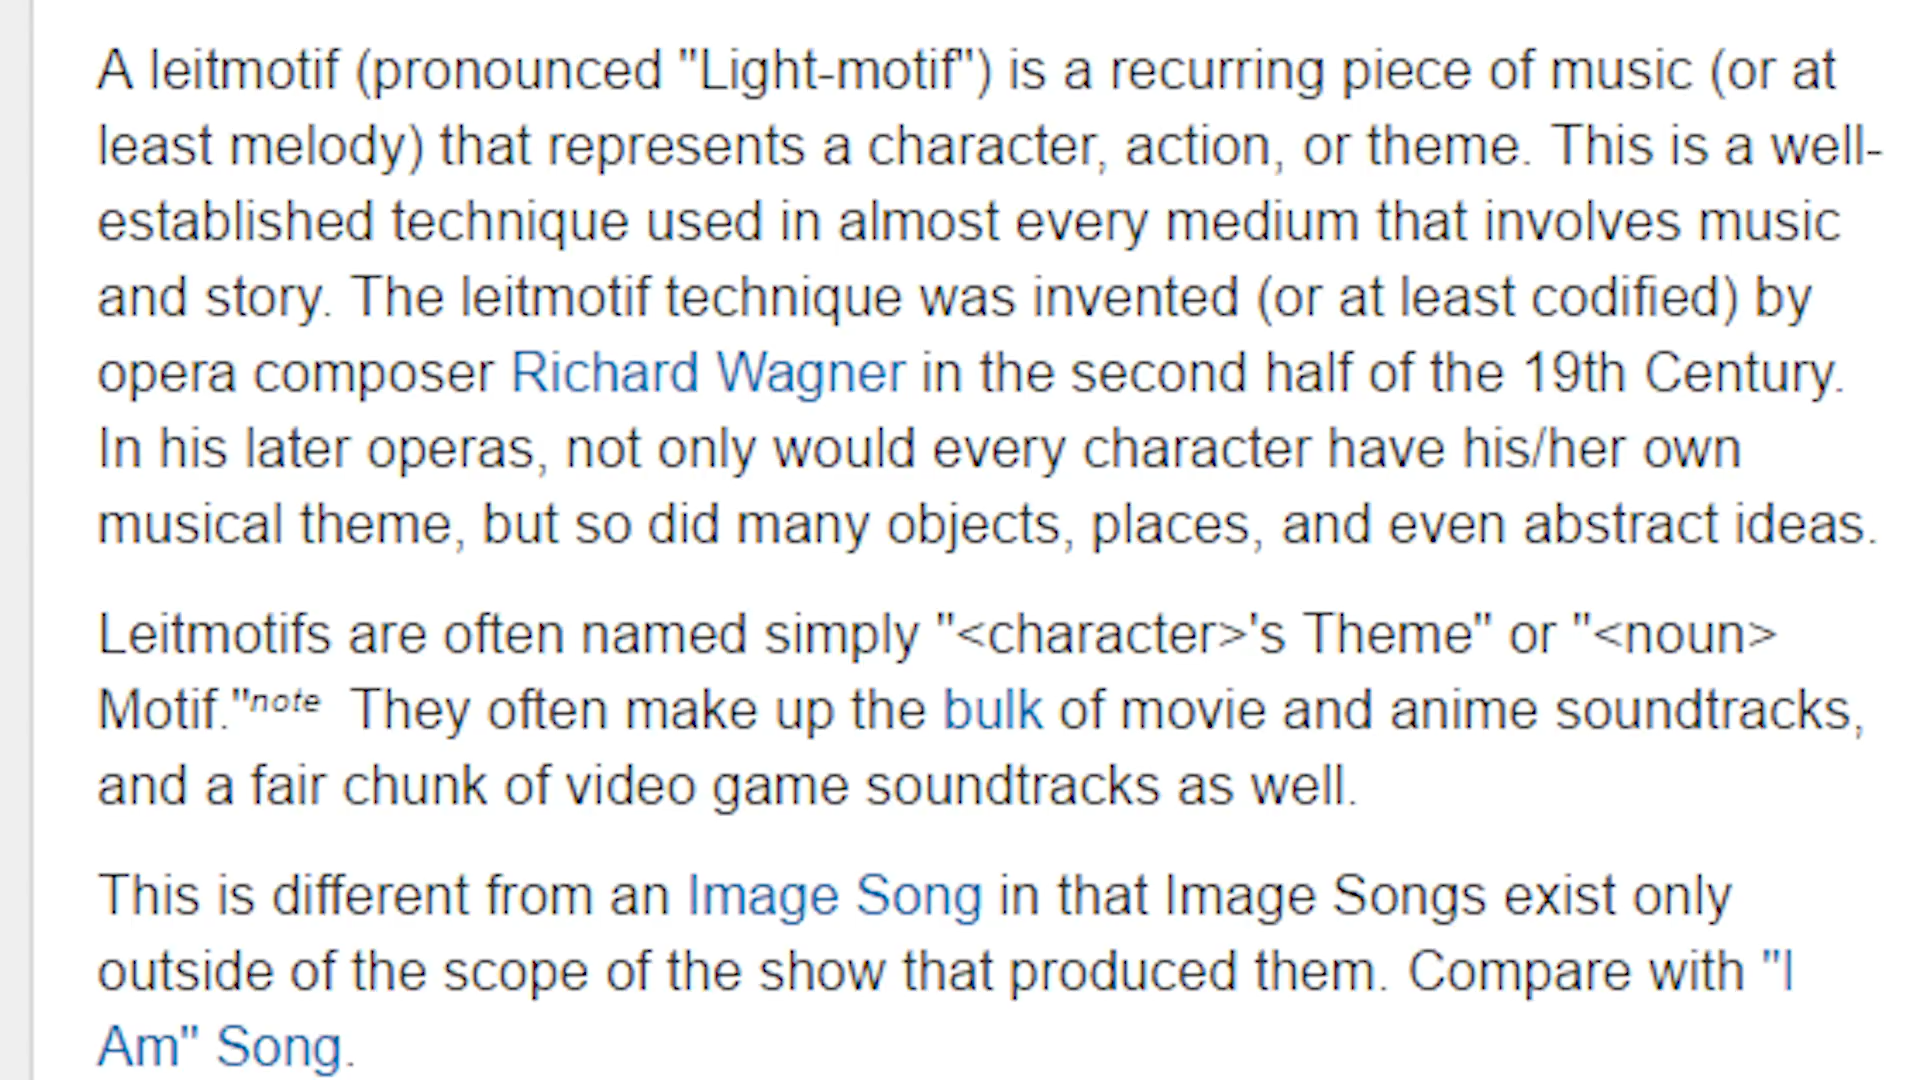 A leitmotif (pronounced "Light-motif") is a recurring piece of music (or at
least melody) that represents a character, action, or theme. This is a well-
established technique used in almost every medium that involves music
and story. The leitmotif technique was invented (or at least codified) by
opera composer Richard Wagner in the second half of the 19th Century.
In his later operas, not only would every character have his/her own
musical theme, but so did many objects, places, and even abstract ideas.
Leitmotifs are often named simply "<character>'s Theme" or "<noun>
Motif."note They often make up the bulk of movie and anime soundtracks,
and a fair chunk of video game soundtracks as well.
This is different from an Image Song in that Image Songs exist only
outside of the scope of the show that produced them. Compare with "I
Am" Song.